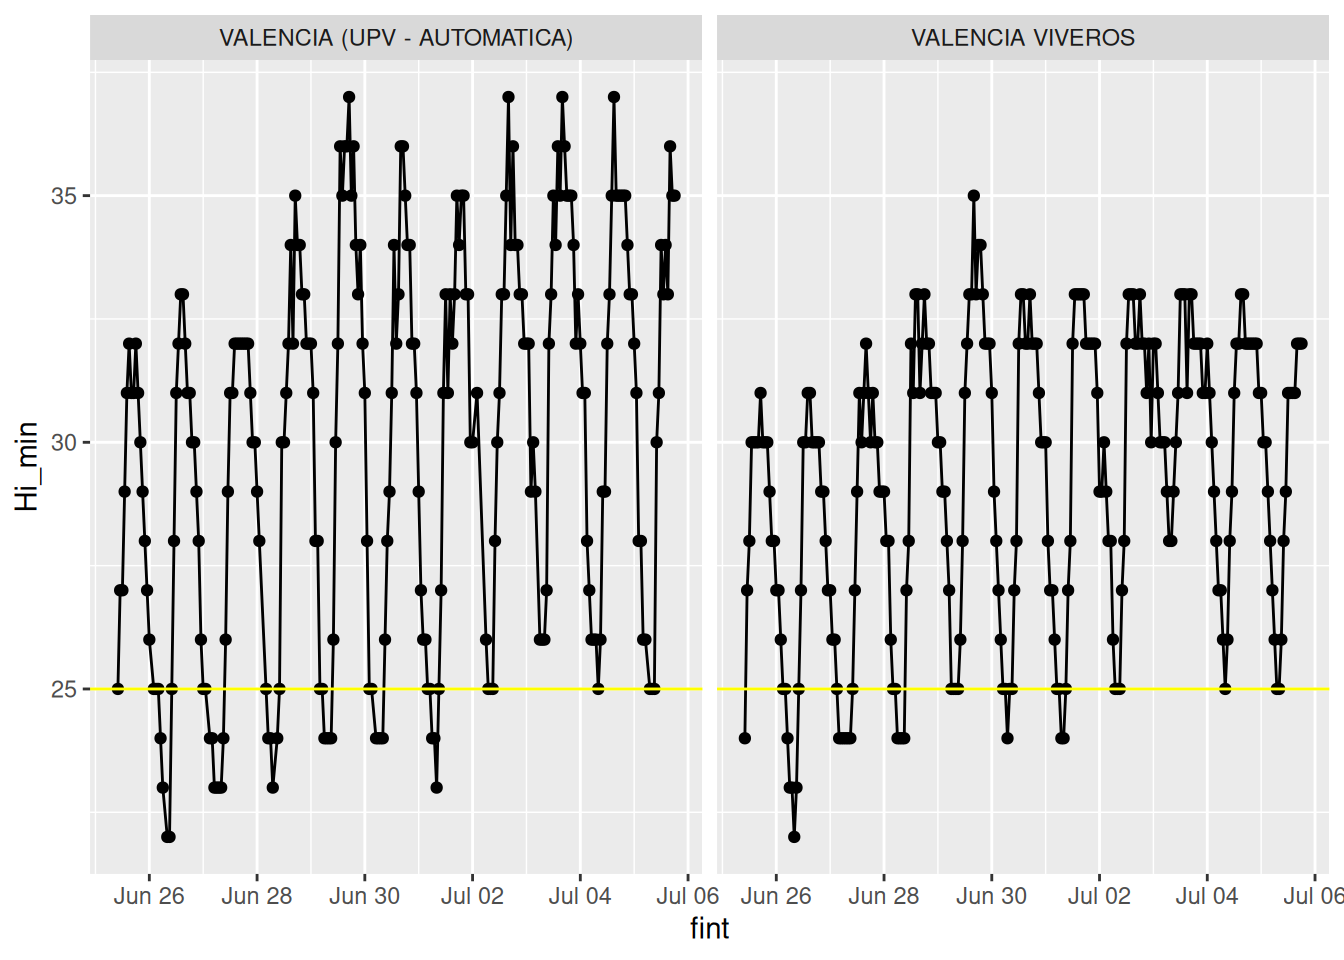 VALENCIA (UPV - AUTOMATICA) VALENCIA VIVEROS
35
30
25
Hi_min
Jun 26 Jun 28 Jun 30 Jul 02 Jul 04 Jul 06 Jun 26 Jun 28 Jun 30 Jul 02 Jul 04 Jul 06
fint